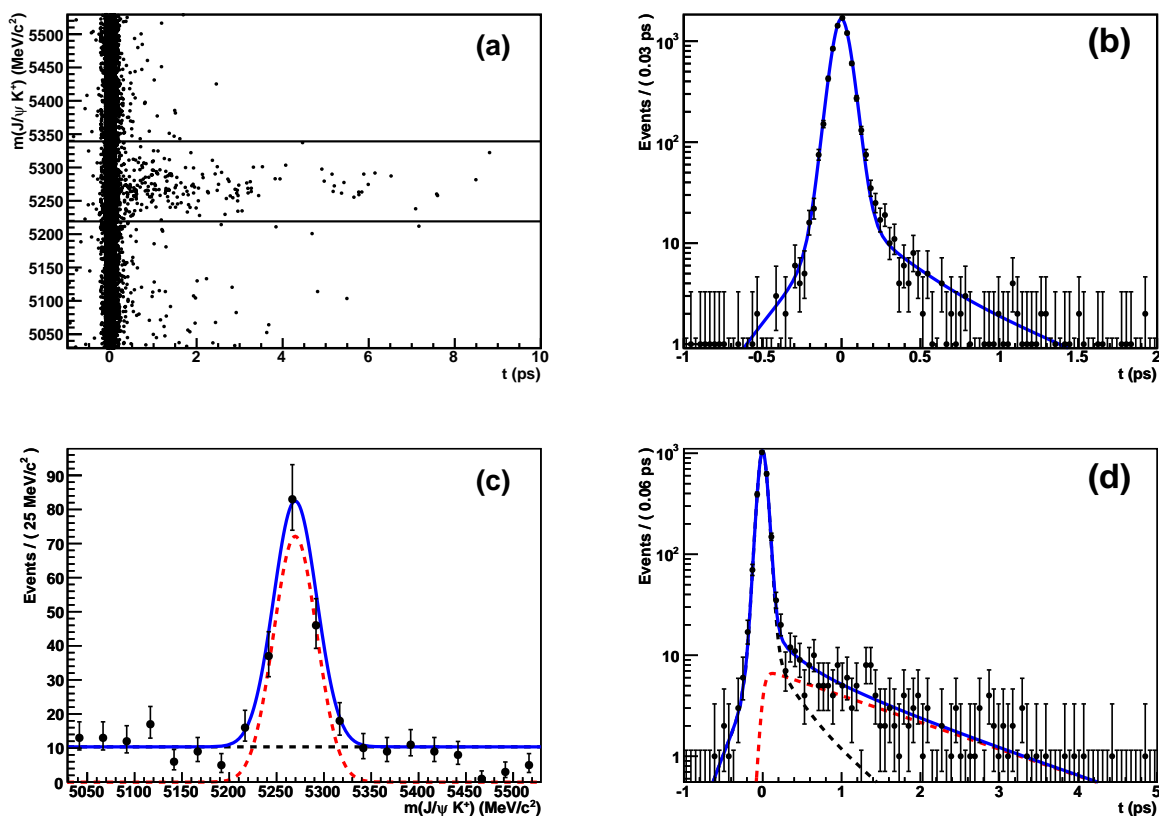 (a)
m(J/ψ K⁺) (MeV/c²)
5500
5450
5400
5350
5300
5250
5200
5150
5100
5050
0 2 4 6 8 10
t (ps)
(b)
Events / ( 0.03 ps )
10³
10²
10
1
-1 -0.5 0 0.5 1 1.5 2
t (ps)
(c)
Events / ( 25 MeV/c² )
90
80
70
60
50
40
30
20
10
0
5050 5100 5150 5200 5250 5300 5350 5400 5450 5500
m(J/ψ K⁺) (MeV/c²)
(d)
Events / ( 0.06 ps )
10³
10²
10
1
-1 0 1 2 3 4 5
t (ps)